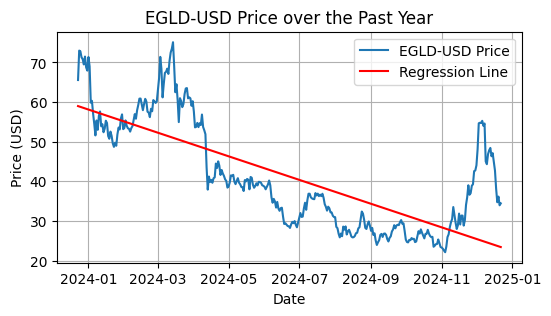 EGLD-USD Price over the Past Year
EGLD-USD Price
Regression Line
Price (USD)
70
60
50
40
30
20
2024-01
2024-03
2024-05
2024-07
2024-09
2024-11
2025-01
Date